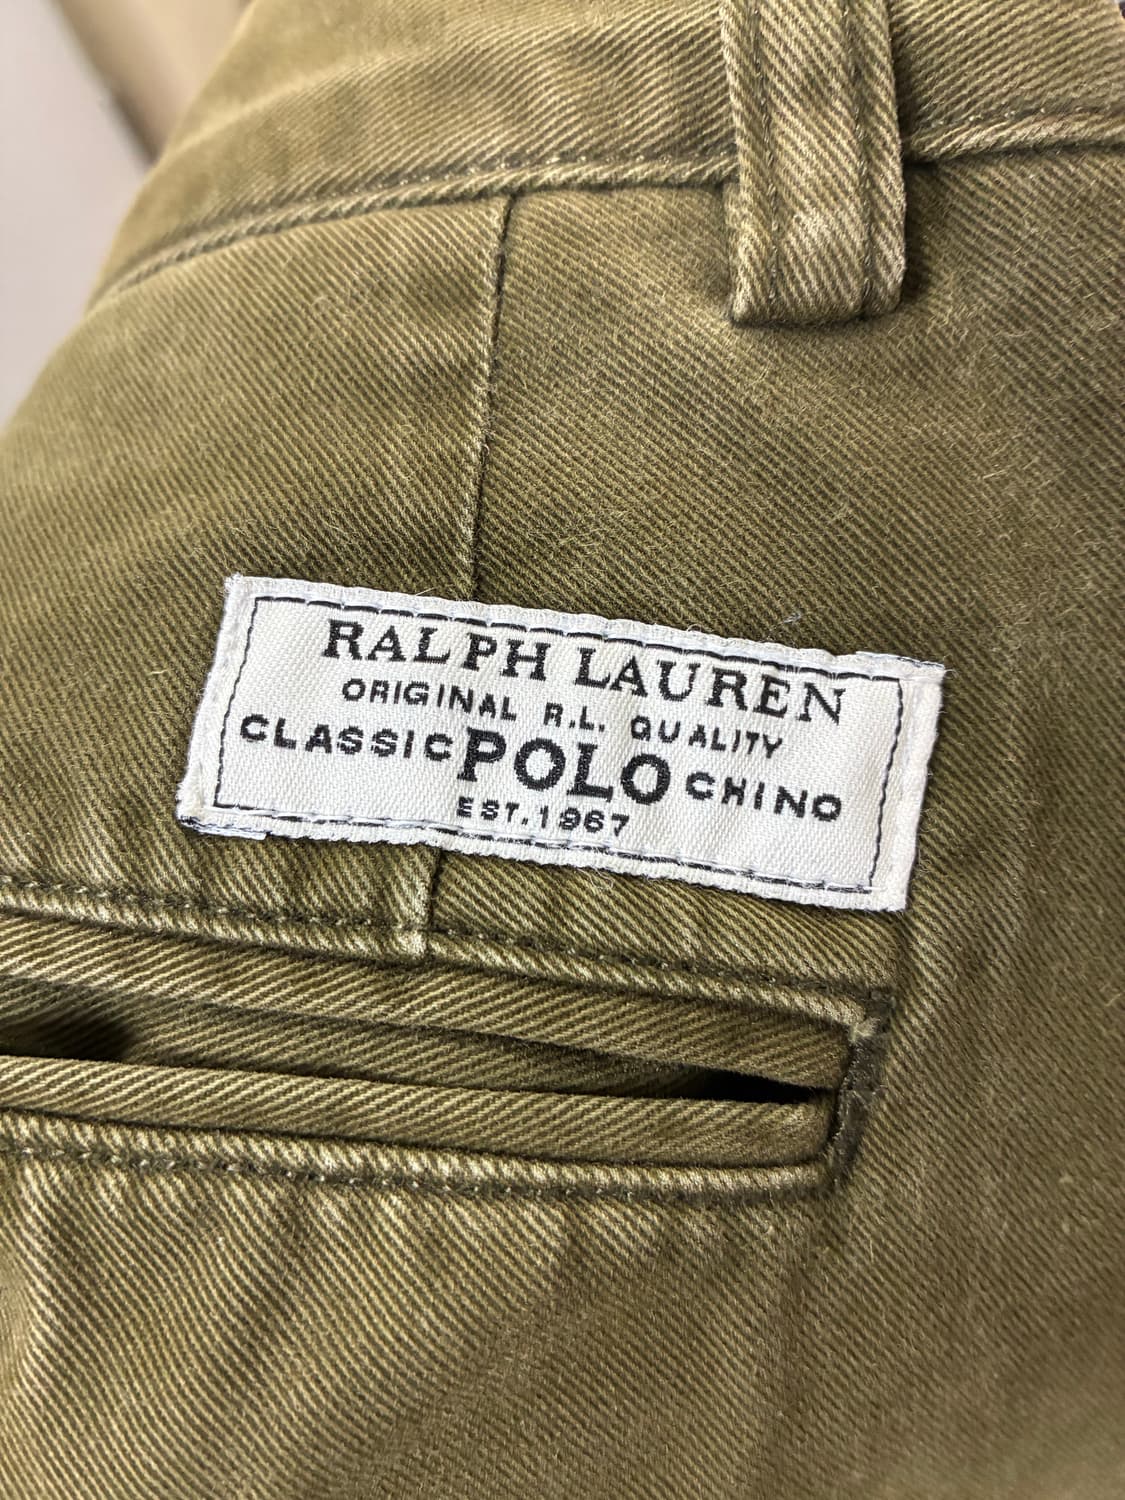 RALPH LAUREN
ORIGINAL R.L. QUALITY
CLASSIC POLO CHINO
EST. 1967